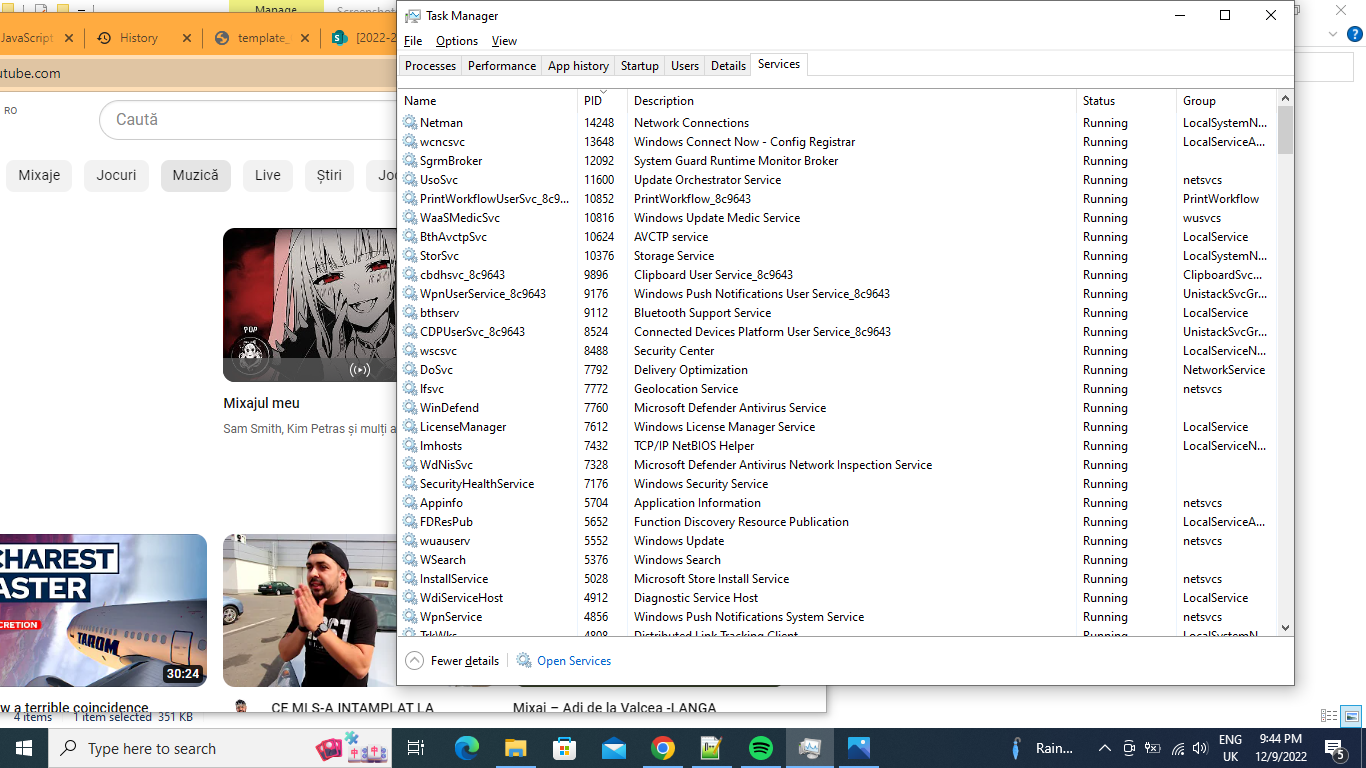 Manage
Screenshots
JavaScript
History
template_
[2022-2
utube.com
RO
Caută
Mixaje
Jocuri
Muzică
Live
Știri
POP
Mixajul meu
Sam Smith, Kim Petras și mulți a
CHAREST
ASTER
CRETION
TAROM
30:24
w a terrible coincidence
CE MI S-A INTAMPLAT LA
Mixaj – Adi de la Valcea -LANGA
4 items
1 item selected 351 KB
Task Manager
File Options View
Processes Performance App history Startup Users Details Services
Name PID Description Status Group
Netman 14248 Network Connections Running LocalSystemN...
wcncsvc 13648 Windows Connect Now - Config Registrar Running LocalServiceA...
SgrmBroker 12092 System Guard Runtime Monitor Broker Running
UsoSvc 11600 Update Orchestrator Service Running netsvcs
PrintWorkflowUserSvc_8c9... 10852 PrintWorkflow_8c9643 Running PrintWorkflow
WaaSMedicSvc 10816 Windows Update Medic Service Running wusvcs
BthAvctpSvc 10624 AVCTP service Running LocalService
StorSvc 10376 Storage Service Running LocalSystemN...
cbdhsvc_8c9643 9896 Clipboard User Service_8c9643 Running ClipboardSvc...
WpnUserService_8c9643 9176 Windows Push Notifications User Service_8c9643 Running UnistackSvcGr...
bthserv 9112 Bluetooth Support Service Running LocalService
CDPUserSvc_8c9643 8524 Connected Devices Platform User Service_8c9643 Running UnistackSvcGr...
wscsvc 8488 Security Center Running LocalServiceN...
DoSvc 7792 Delivery Optimization Running NetworkService
lfsvc 7772 Geolocation Service Running netsvcs
WinDefend 7760 Microsoft Defender Antivirus Service Running
LicenseManager 7612 Windows License Manager Service Running LocalService
lmhosts 7432 TCP/IP NetBIOS Helper Running LocalServiceN...
WdNisSvc 7328 Microsoft Defender Antivirus Network Inspection Service Running
SecurityHealthService 7176 Windows Security Service Running
Appinfo 5704 Application Information Running netsvcs
FDResPub 5652 Function Discovery Resource Publication Running LocalServiceA...
wuauserv 5552 Windows Update Running netsvcs
WSearch 5376 Windows Search Running
InstallService 5028 Microsoft Store Install Service Running netsvcs
WdiServiceHost 4912 Diagnostic Service Host Running LocalService
WpnService 4856 Windows Push Notifications System Service Running netsvcs
TrkWks 4808 Distributed Link Tracking Client Running LocalSystemN...
Fewer details
Open Services
Type here to search
Rain...
ENG
UK
9:44 PM
12/9/2022
5